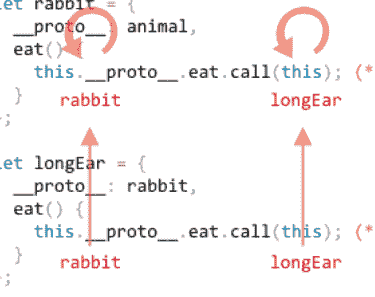 let rabbit = {
__proto__: animal,
eat() {
this.__proto__.eat.call(this); (*
rabbit longEar
}
};
let longEar = {
__proto__: rabbit,
eat() {
this.__proto__.eat.call(this); (*
}
rabbit longEar
};